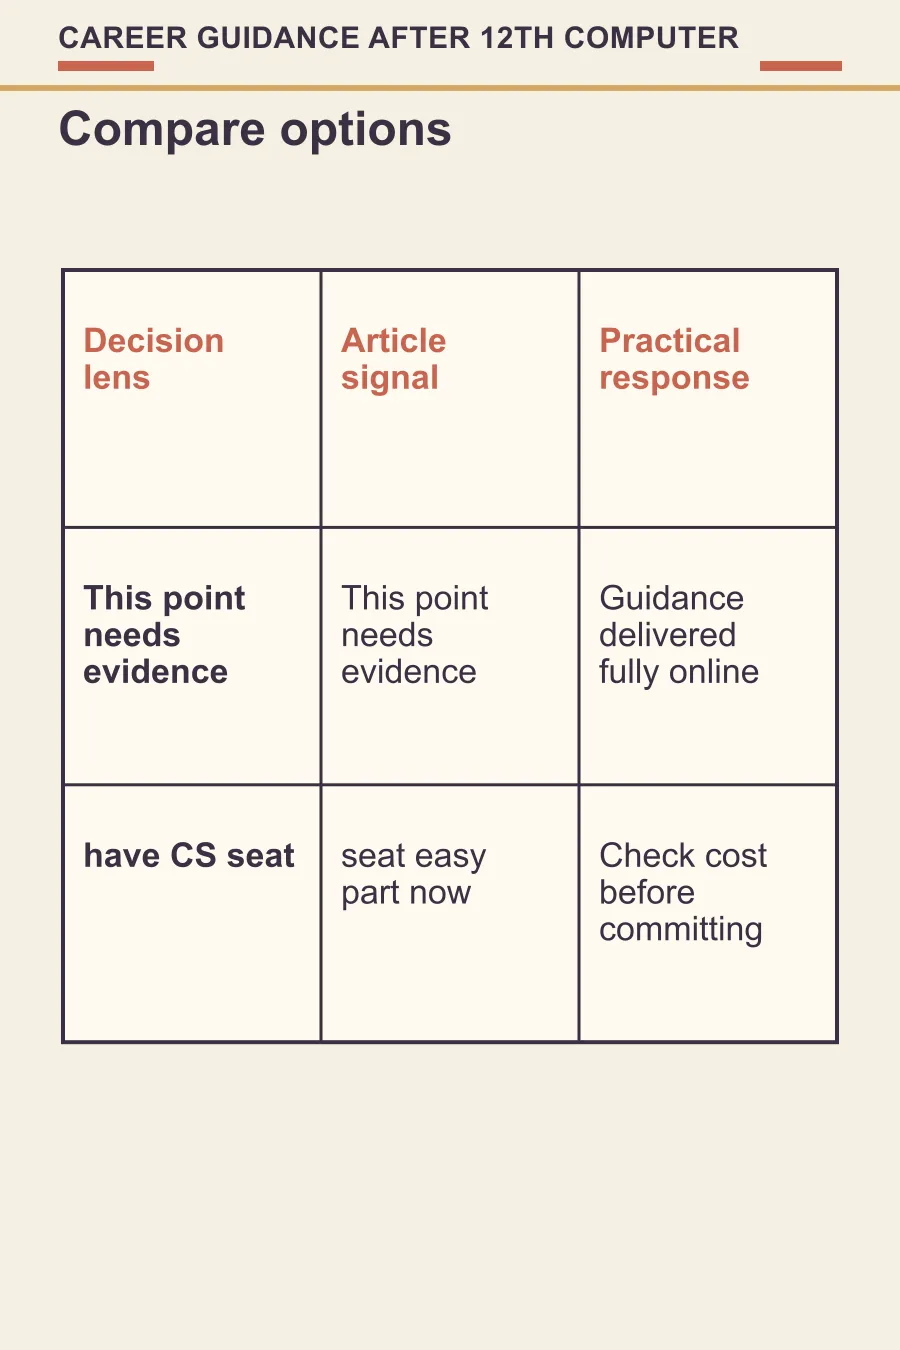 CAREER GUIDANCE AFTER 12TH COMPUTER
Compare options
Decision
lens
Article
signal
Practical
response
This point
needs
evidence
This point
needs
evidence
Guidance
delivered
fully online
have CS seat
seat easy
part now
Check cost
before
committing